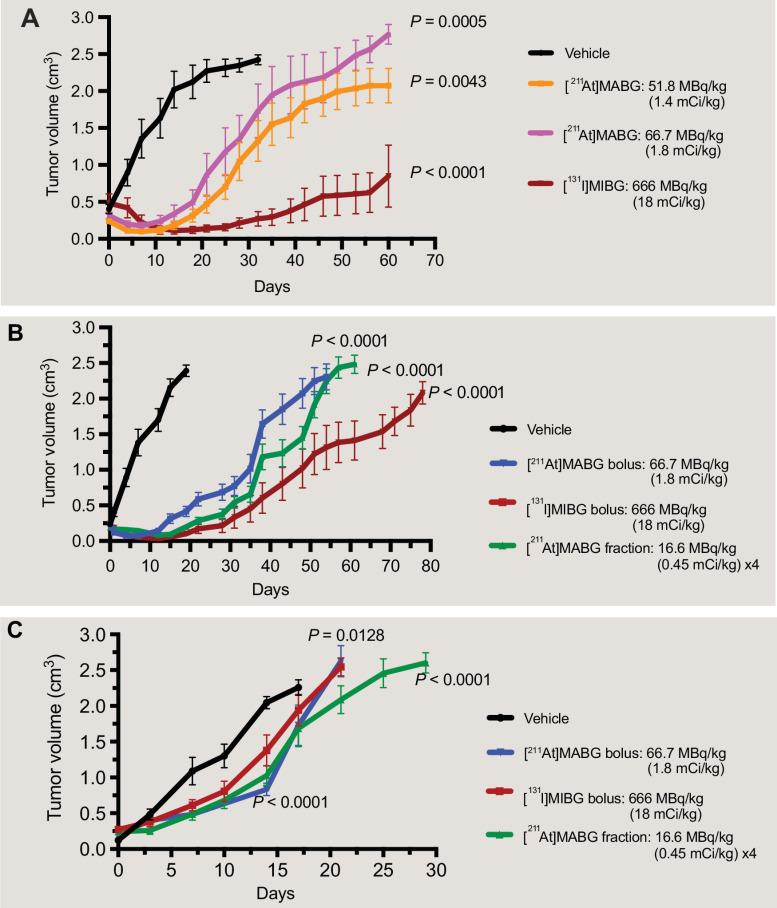 A
3.0
2.5
2.0
1.5
1.0
0.5
0.0
Tumor volume (cm³)
0 10 20 30 40 50 60 70
Days
P = 0.0005
P = 0.0043
P < 0.0001
Vehicle
[²¹¹At]MABG: 51.8 MBq/kg
(1.4 mCi/kg)
[²¹¹At]MABG: 66.7 MBq/kg
(1.8 mCi/kg)
[¹³¹I]MIBG: 666 MBq/kg
(18 mCi/kg)
B
3.0
2.5
2.0
1.5
1.0
0.5
0.0
Tumor volume (cm³)
0 10 20 30 40 50 60 70 80
Days
P < 0.0001
P < 0.0001
P < 0.0001
Vehicle
[²¹¹At]MABG bolus: 66.7 MBq/kg
(1.8 mCi/kg)
[¹³¹I]MIBG bolus: 666 MBq/kg
(18 mCi/kg)
[²¹¹At]MABG fraction: 16.6 MBq/kg
(0.45 mCi/kg) x4
C
3.0
2.5
2.0
1.5
1.0
0.5
0.0
Tumor volume (cm³)
0 5 10 15 20 25 30
Days
P = 0.0128
P < 0.0001
P < 0.0001
Vehicle
[²¹¹At]MABG bolus: 66.7 MBq/kg
(1.8 mCi/kg)
[¹³¹I]MIBG bolus: 666 MBq/kg
(18 mCi/kg)
[²¹¹At]MABG fraction: 16.6 MBq/kg
(0.45 mCi/kg) x4